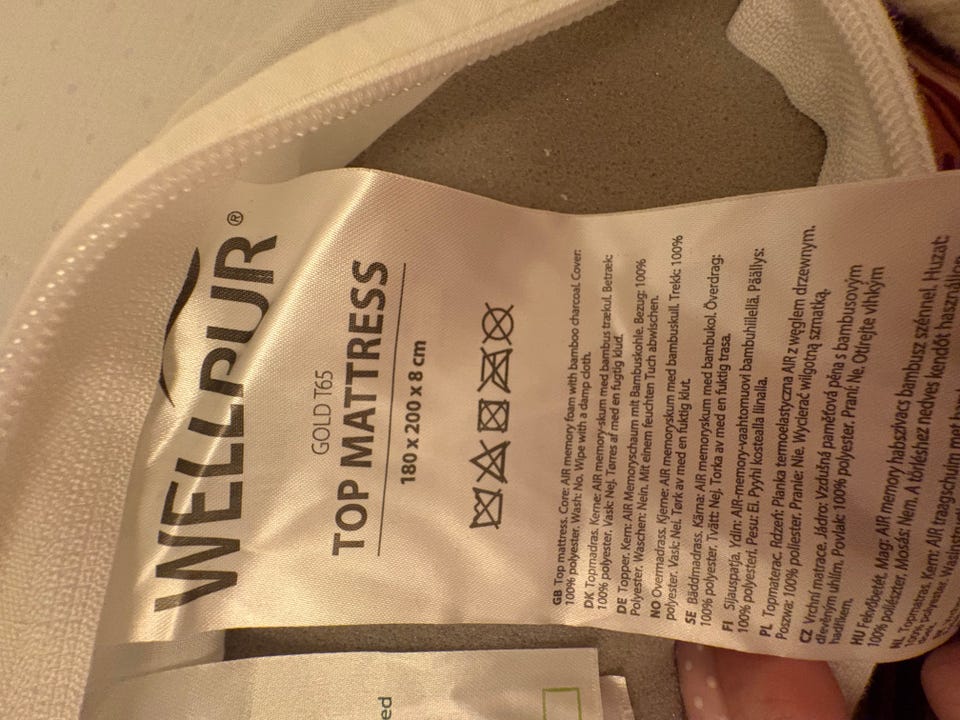 WELLPUR®
GOLD T65
TOP MATTRESS
180 x 200 x 8 cm
GB Top mattress. Core: AIR memory foam with bamboo charcoal. Cover:
100% polyester. Wash: No. Wipe with a damp cloth.
DK Topmadras. Kerne: AIR memory-skum med bambus trækul. Betræk:
100% polyester. Vask: Nej. Tørres af med en fugtig klud.
DE Topper. Kern: AIR Memoryschaum mit Bambuskohle. Bezug: 100%
Polyester. Waschen: Nein. Mit einem feuchten Tuch abwischen.
NO Overmadrass. Kjerne: AIR memoryskum med bambuskull. Trekk: 100%
polyester. Vask: Nei. Tørk av med en fuktig klut.
SE Bäddmadrass. Kärna: AIR memoryskum med bambukol. Överdrag:
100% polyester. Tvätt: Nej. Torka av med en fuktig trasa.
FI Sijauspatja. Ydin: AIR-memory-vaahtomuovi bambuhiilellä. Päällys:
100% polyesteri. Pesu: Ei. Pyyhi kostealla liinalla.
PL Topmaterac. Rdzeń: Pianka termoelastyczna AIR z węglem drzewnym.
Poszwa: 100% poliester. Pranie: Nie. Wycierać wilgotną szmatką.
CZ Vrchní matrace. Jádro: Vzdušná paměťová pěna s bambusovým
dřevěným uhlím. Povlak: 100% polyester. Praní: Ne. Otírejte vlhkým
hadříkem.
HU Fekvőbetét. Mag: AIR memory habszivacs bambusz szénnel. Huzat:
100% poliészter. Mosás: Nem. A törléshez nedves kendőt használjon.
NL Topmatras. Kern: AIR traagschuim met
100% polyester.
ed